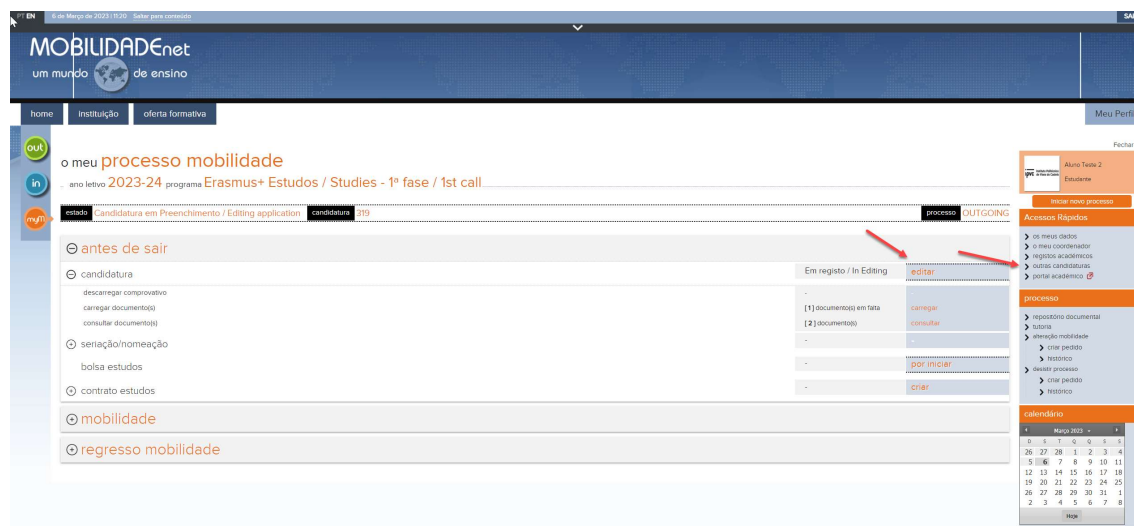 PT EN 6 de Março de 2023 | 11:20 Saltar para conteúdo SAI
MOBILIDADEnet
um mundo de ensino
home instituição oferta formativa Meu Perfil
Fechar
out
in
myM
o meu processo mobilidade
ano letivo 2023-24 programa Erasmus+ Estudos / Studies - 1ª fase / 1st call
estado Candidatura em Preenchimento / Editing application candidatura 319 processo OUTGOING
antes de sair
candidatura Em registo / In Editing editar
descarregar comprovativo -
carregar documento(s) [1] documento(s) em falta carregar
consultar documento(s) [2] documento(s) consultar
seriação/nomeação - -
bolsa estudos - por iniciar
contrato estudos - criar
mobilidade
regresso mobilidade
ipvc
Aluno Teste 2
Estudante
Iniciar novo processo
Acessos Rápidos
os meus dados
o meu coordenador
registos académicos
outras candidaturas
portal académico
processo
repositório documental
tutoria
alteração mobilidade
criar pedido
histórico
desistir processo
criar pedido
histórico
calendário
Março 2023
D S T Q Q S S
26 27 28 1 2 3 4
5 6 7 8 9 10 11
12 13 14 15 16 17 18
19 20 21 22 23 24 25
26 27 28 29 30 31 1
2 3 4 5 6 7 8
Hoje